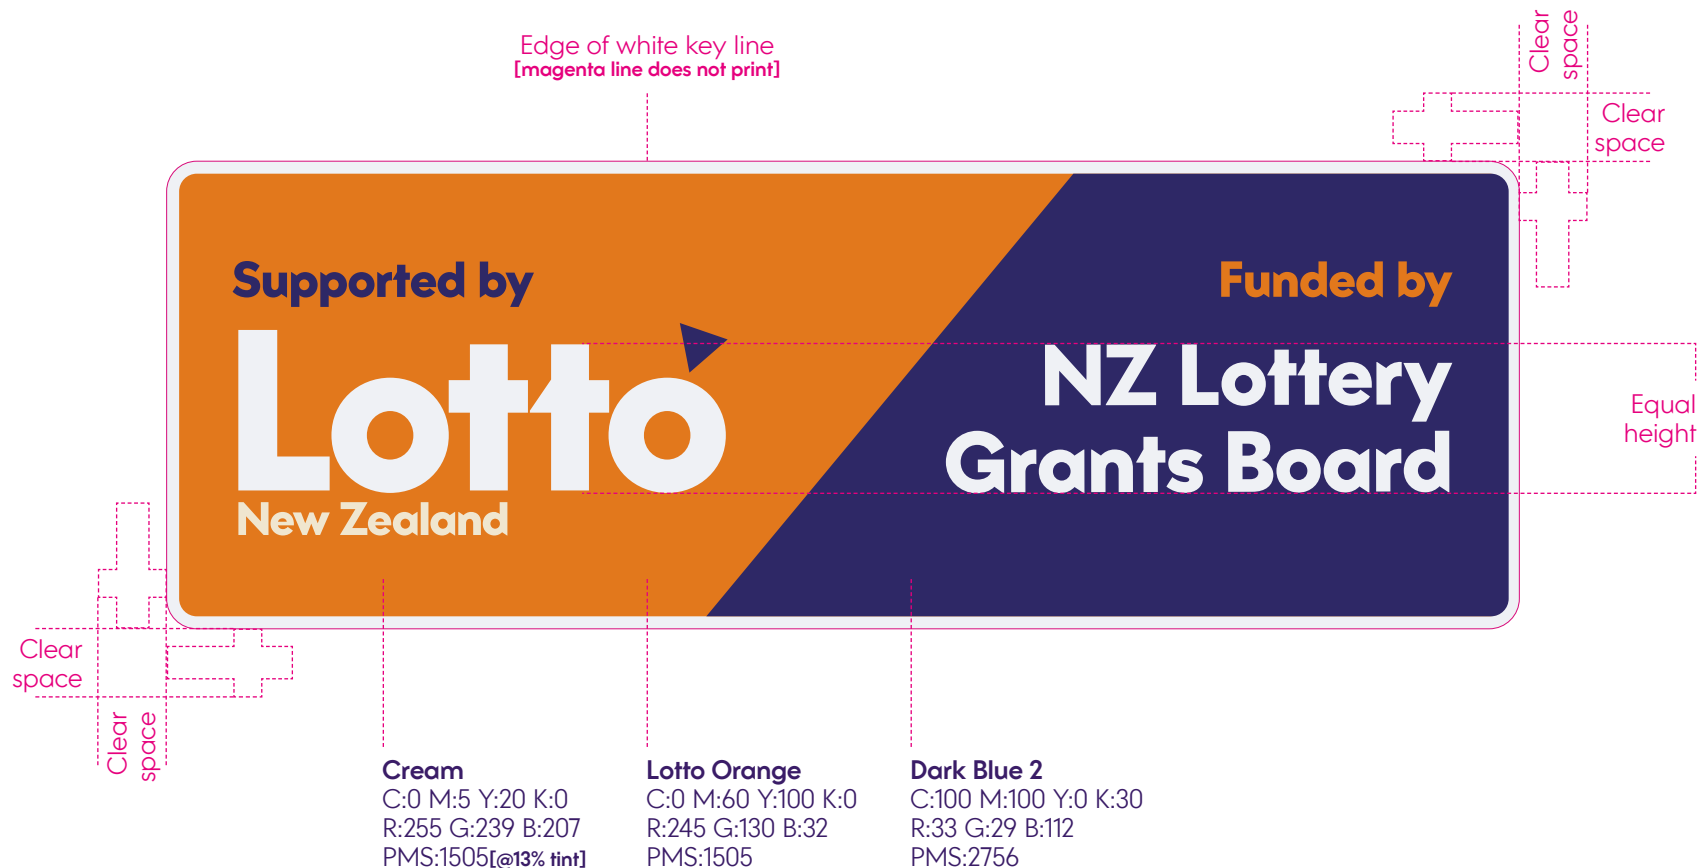 Edge of white key line
[magenta line does not print]
Clear
space
Clear
space
Supported by
Lotto
New Zealand
Funded by
NZ Lottery
Grants Board
Equal
height
Clear
space
Clear
space
Cream
C:0 M:5 Y:20 K:0
R:255 G:239 B:207
PMS:1505[@13% tint]
Lotto Orange
C:0 M:60 Y:100 K:0
R:245 G:130 B:32
PMS:1505
Dark Blue 2
C:100 M:100 Y:0 K:30
R:33 G:29 B:112
PMS:2756